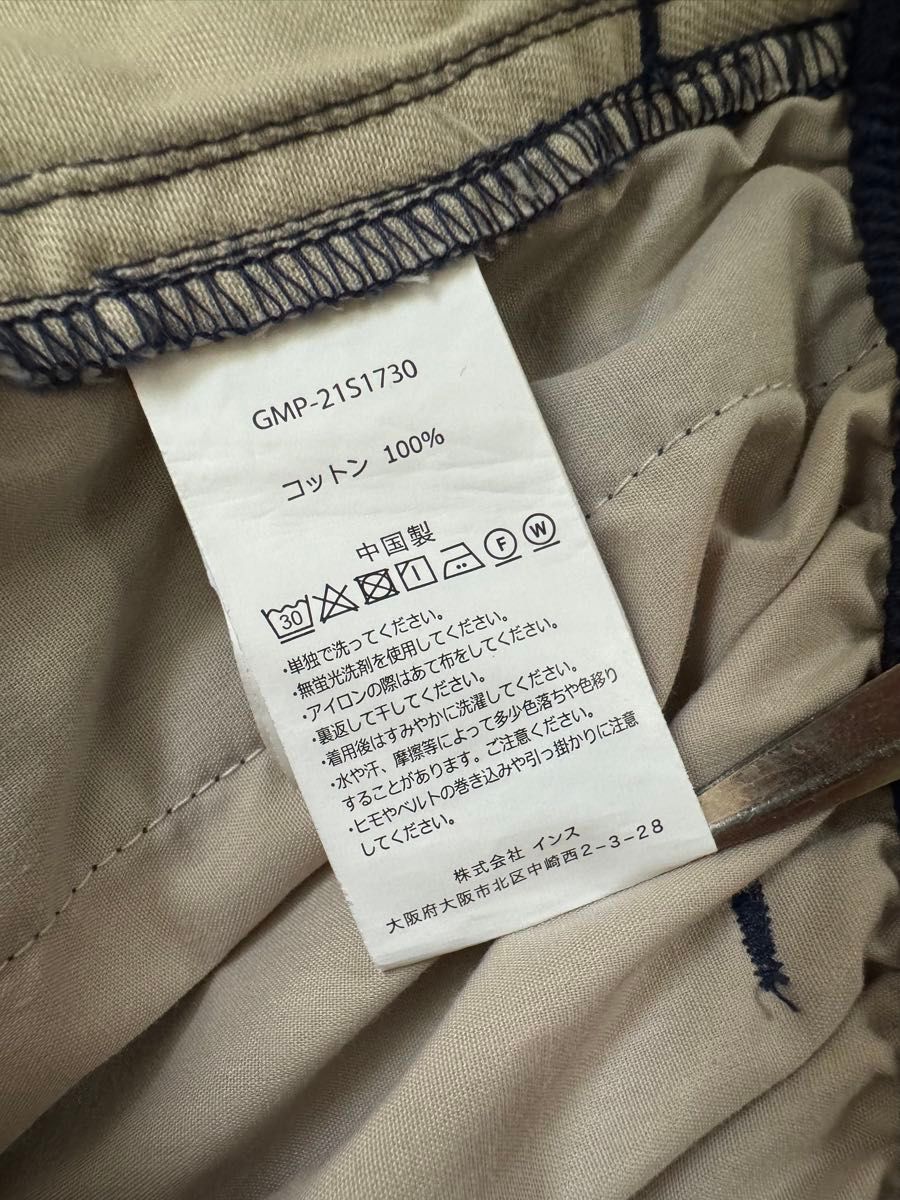 GMP-21S1730
コットン 100%
中国製
30
F
W
・単独で洗ってください。
・無蛍光洗剤を使用してください。
・アイロンの際はあて布をしてください。
・裏返して干してください。
・着用後はすみやかに洗濯してください。
・水や汗、摩擦等によって多少色落ちや色移り
することがあります。ご注意ください。
・ヒモやベルトの巻き込みや引っ掛かりに注意
してください。
株式会社 インス
大阪府大阪市北区中崎西2-3-28